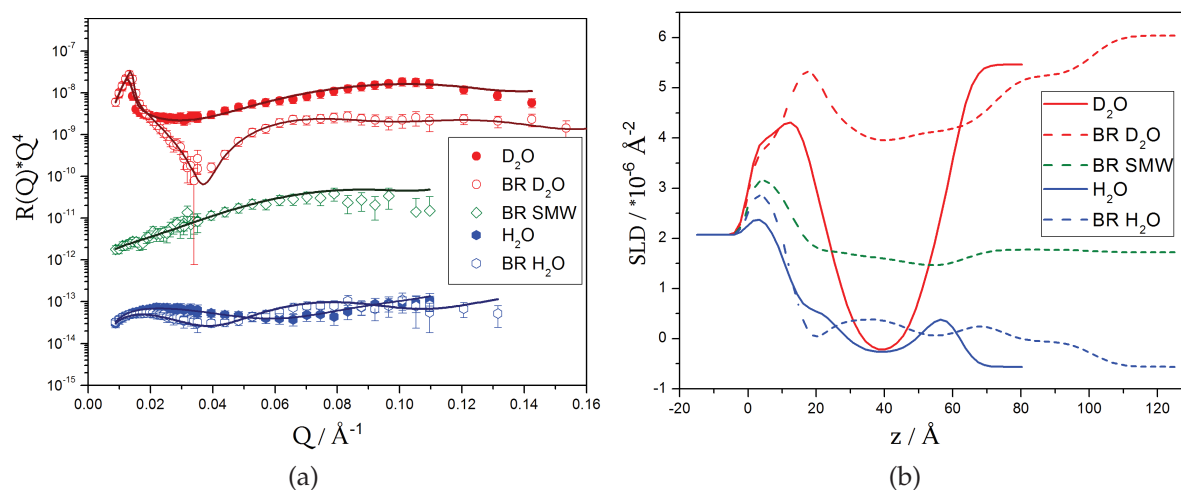 R(Q)*Q⁴
10⁻⁷
10⁻⁸
10⁻⁹
10⁻¹⁰
10⁻¹¹
10⁻¹²
10⁻¹³
10⁻¹⁴
10⁻¹⁵
D₂O
BR D₂O
BR SMW
H₂O
BR H₂O
0.00 0.02 0.04 0.06 0.08 0.10 0.12 0.14 0.16
Q / Å⁻¹
(a)
SLD / *10⁻⁶ Å⁻²
6
5
4
3
2
1
0
-1
D₂O
BR D₂O
BR SMW
H₂O
BR H₂O
-20 0 20 40 60 80 100 120
z / Å
(b)